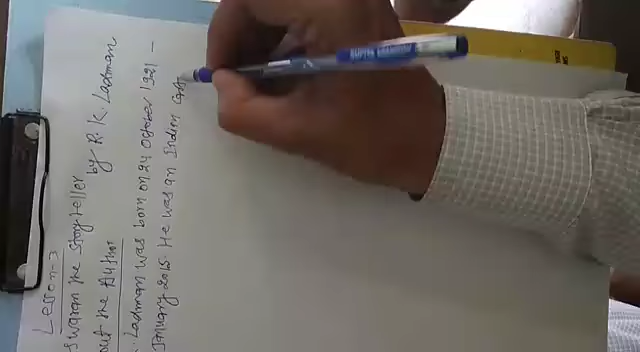 Lesson-3
swaran the Storyteller
by R.K. Laxman
out the Author
Laxman was born on 24 October 1921 -
January 2015. He was an Indian